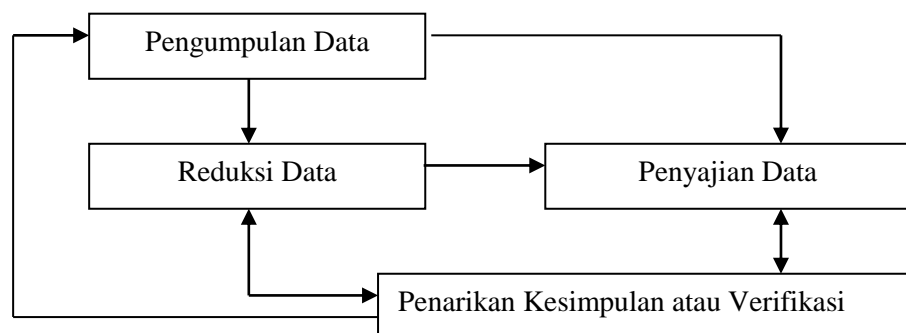 Pengumpulan Data
Reduksi Data
Penyajian Data
Penarikan Kesimpulan atau Verifikasi